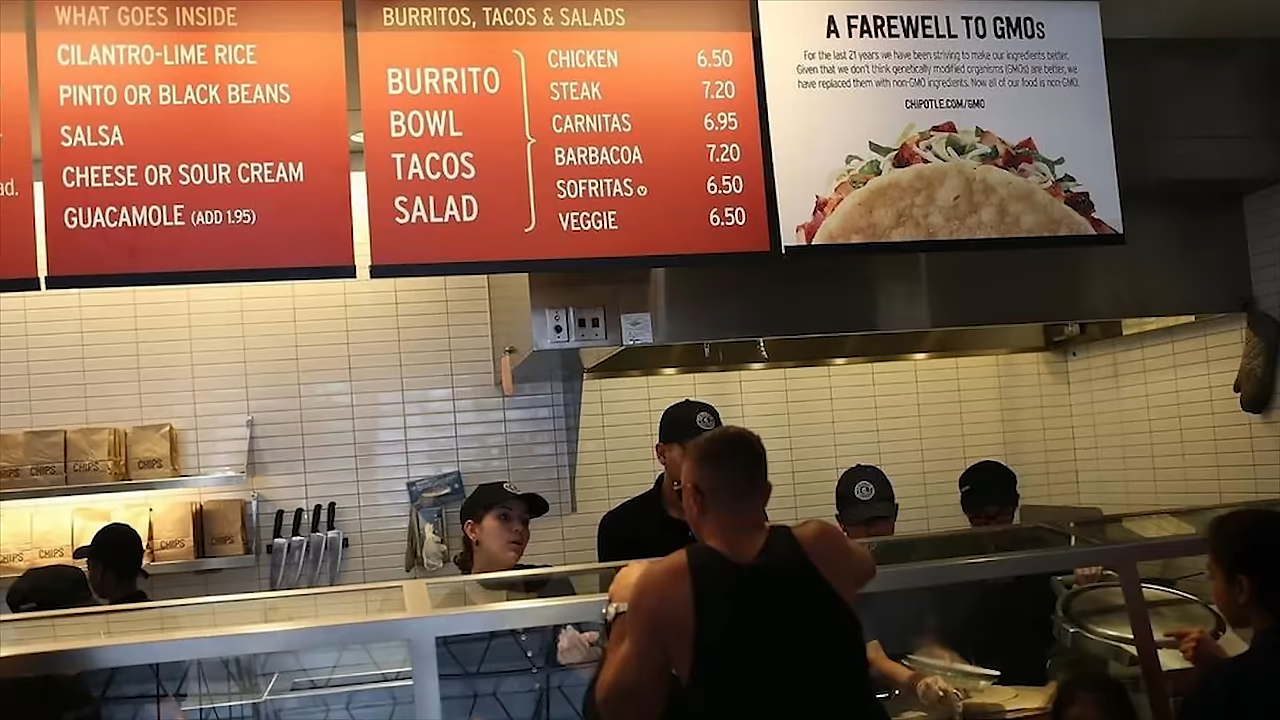 WHAT GOES INSIDE
CILANTRO-LIME RICE
PINTO OR BLACK BEANS
SALSA
CHEESE OR SOUR CREAM
GUACAMOLE (ADD 1.95)
ad.
BURRITOS, TACOS & SALADS
BURRITO
BOWL
TACOS
SALAD
CHICKEN 6.50
STEAK 7.20
CARNITAS 6.95
BARBACOA 7.20
SOFRITAS 6.50
VEGGIE 6.50
A FAREWELL TO GMOs
For the last 21 years we have been striving to make our ingredients better.
Given that we don't think genetically modified organisms (GMOs) are better, we
have replaced them with non-GMO ingredients. Now all of our food is non-GMO.
CHIPOTLE.COM/GMO
CHIPS
CHIPS
CHIPS
CHIPS
CHIPS
CHIPS
CHIPS